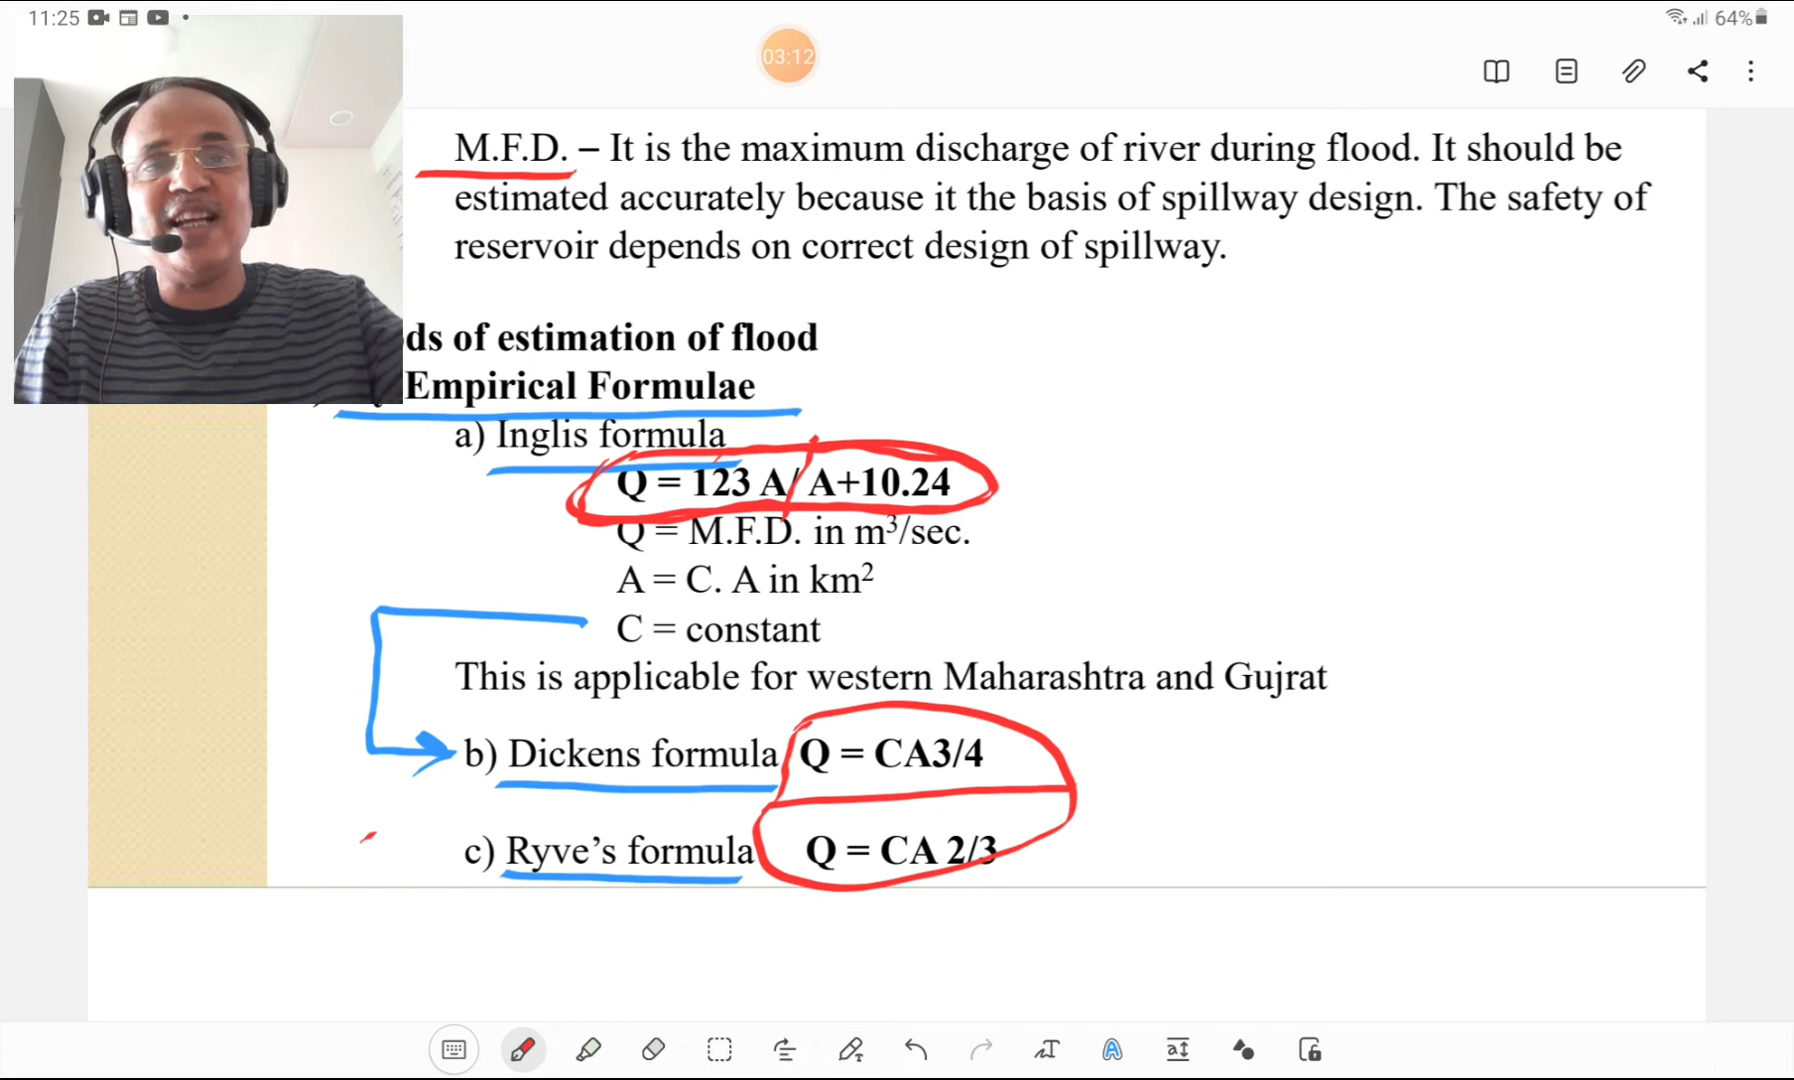 11:25
64%
03:12
M.F.D. – It is the maximum discharge of river during flood. It should be
estimated accurately because it the basis of spillway design. The safety of
reservoir depends on correct design of spillway.
ds of estimation of flood
Empirical Formulae
a) Inglis formula
Q = 123 A/ A+10.24
Q = M.F.D. in m³/sec.
A = C. A in km²
C = constant
This is applicable for western Maharashtra and Gujrat
b) Dickens formula Q = CA3/4
c) Ryve’s formula Q = CA 2/3